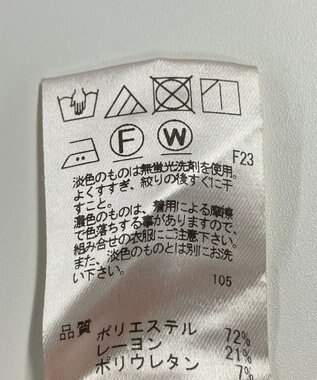 F W F23
淡色のものは無蛍光洗剤を使用。
よくすすぎ、絞りの後すぐに干
すこと。
濃色のものは、着用による摩擦
で色落ちする事がありますので、
組み合せの衣服にご注意下さい。
また、淡色のものとは別にお洗
い下さい。
105
品質 ポリエステル 72%
レーヨン 21%
ポリウレタン 7%